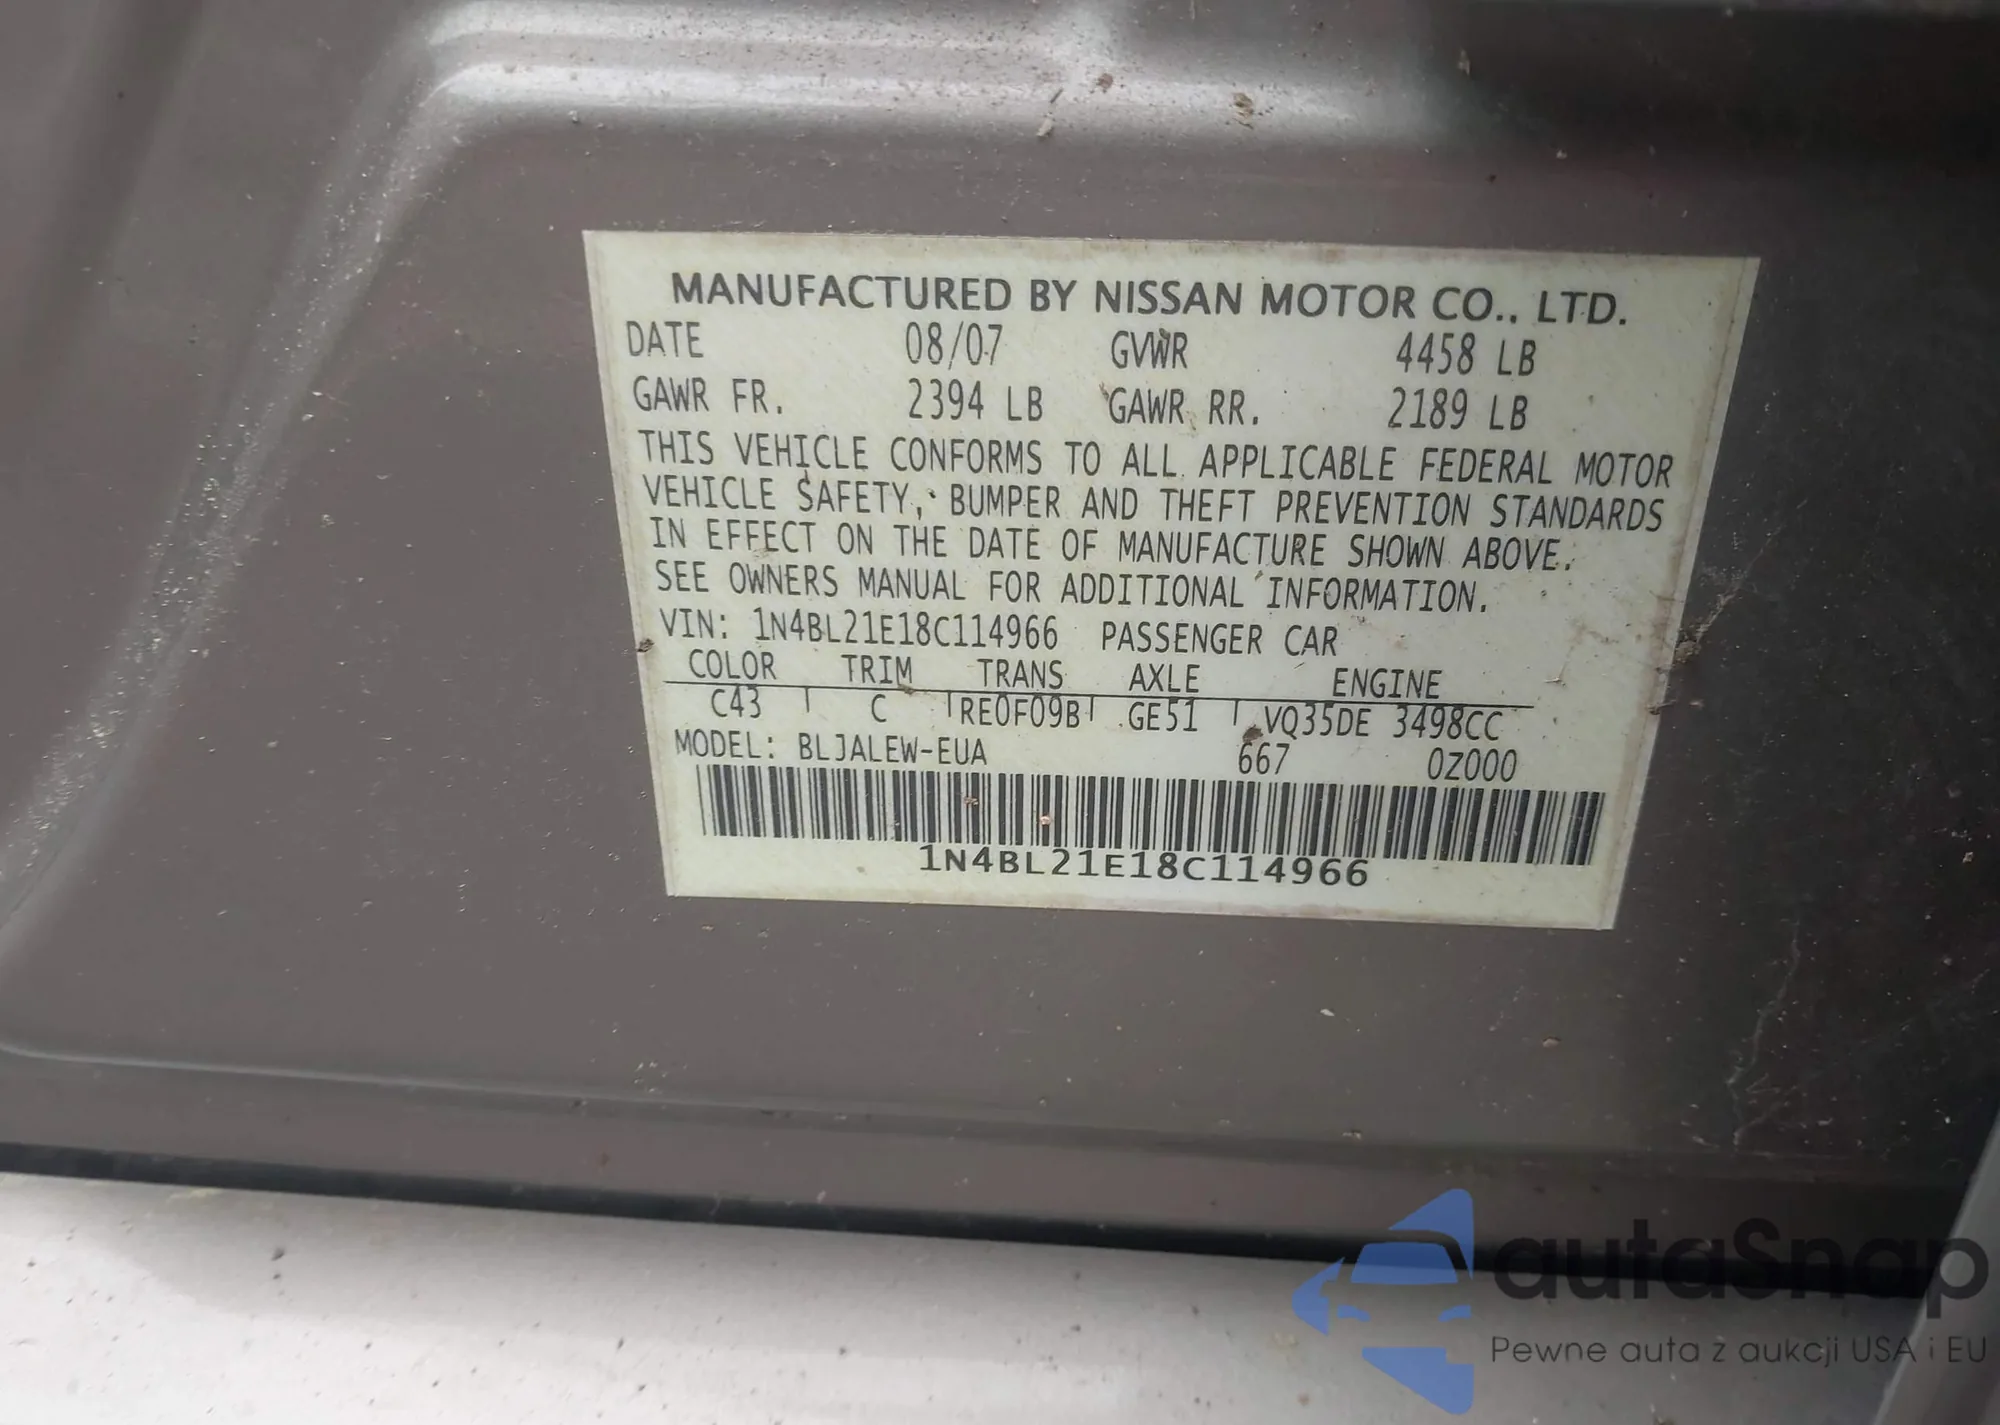 MANUFACTURED BY NISSAN MOTOR CO., LTD.
DATE 08/07 GVWR 4458 LB
GAWR FR. 2394 LB GAWR RR. 2189 LB
THIS VEHICLE CONFORMS TO ALL APPLICABLE FEDERAL MOTOR
VEHICLE SAFETY, BUMPER AND THEFT PREVENTION STANDARDS
IN EFFECT ON THE DATE OF MANUFACTURE SHOWN ABOVE.
SEE OWNERS MANUAL FOR ADDITIONAL INFORMATION.
VIN: 1N4BL21E18C114966 PASSENGER CAR
COLOR TRIM TRANS AXLE ENGINE
C43 C RE0F09B GE51 VQ35DE 3498CC
MODEL: BLJALEW-EUA 667 0Z000
1N4BL21E18C114966
autaSnap
Pewne auta z aukcji USA i EU